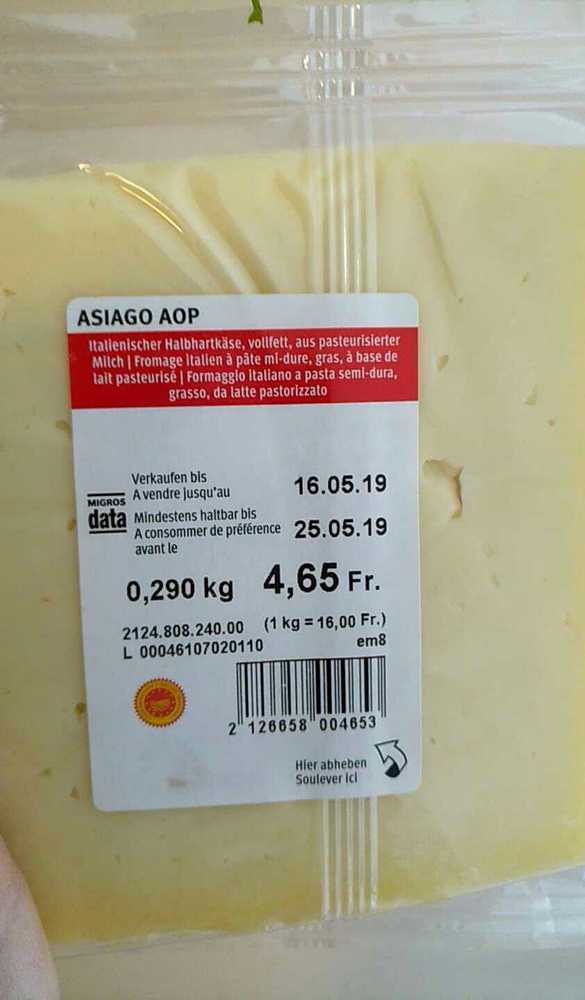 ASIAGO AOP
Italienischer Halbhartkäse, vollfett, aus pasteurisierter
Milch | Fromage italien à pâte mi-dure, gras, à base de
lait pasteurisé | Formaggio italiano a pasta semi-dura,
grasso, da latte pastorizzato
Verkaufen bis
A vendre jusqu'au
16.05.19
MIGROS
data
Mindestens haltbar bis
A consommer de préférence
avant le
25.05.19
0,290 kg 4,65 Fr.
2124.808.240.00 (1 kg = 16,00 Fr.)
L 00046107020110 em8
2 126658 004653
Hier abheben
Soulever ici